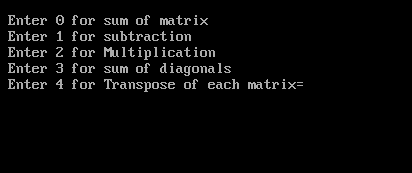 Enter 0 for sum of matrix
Enter 1 for subtraction
Enter 2 for Multiplication
Enter 3 for sum of diagonals
Enter 4 for Transpose of each matrix=